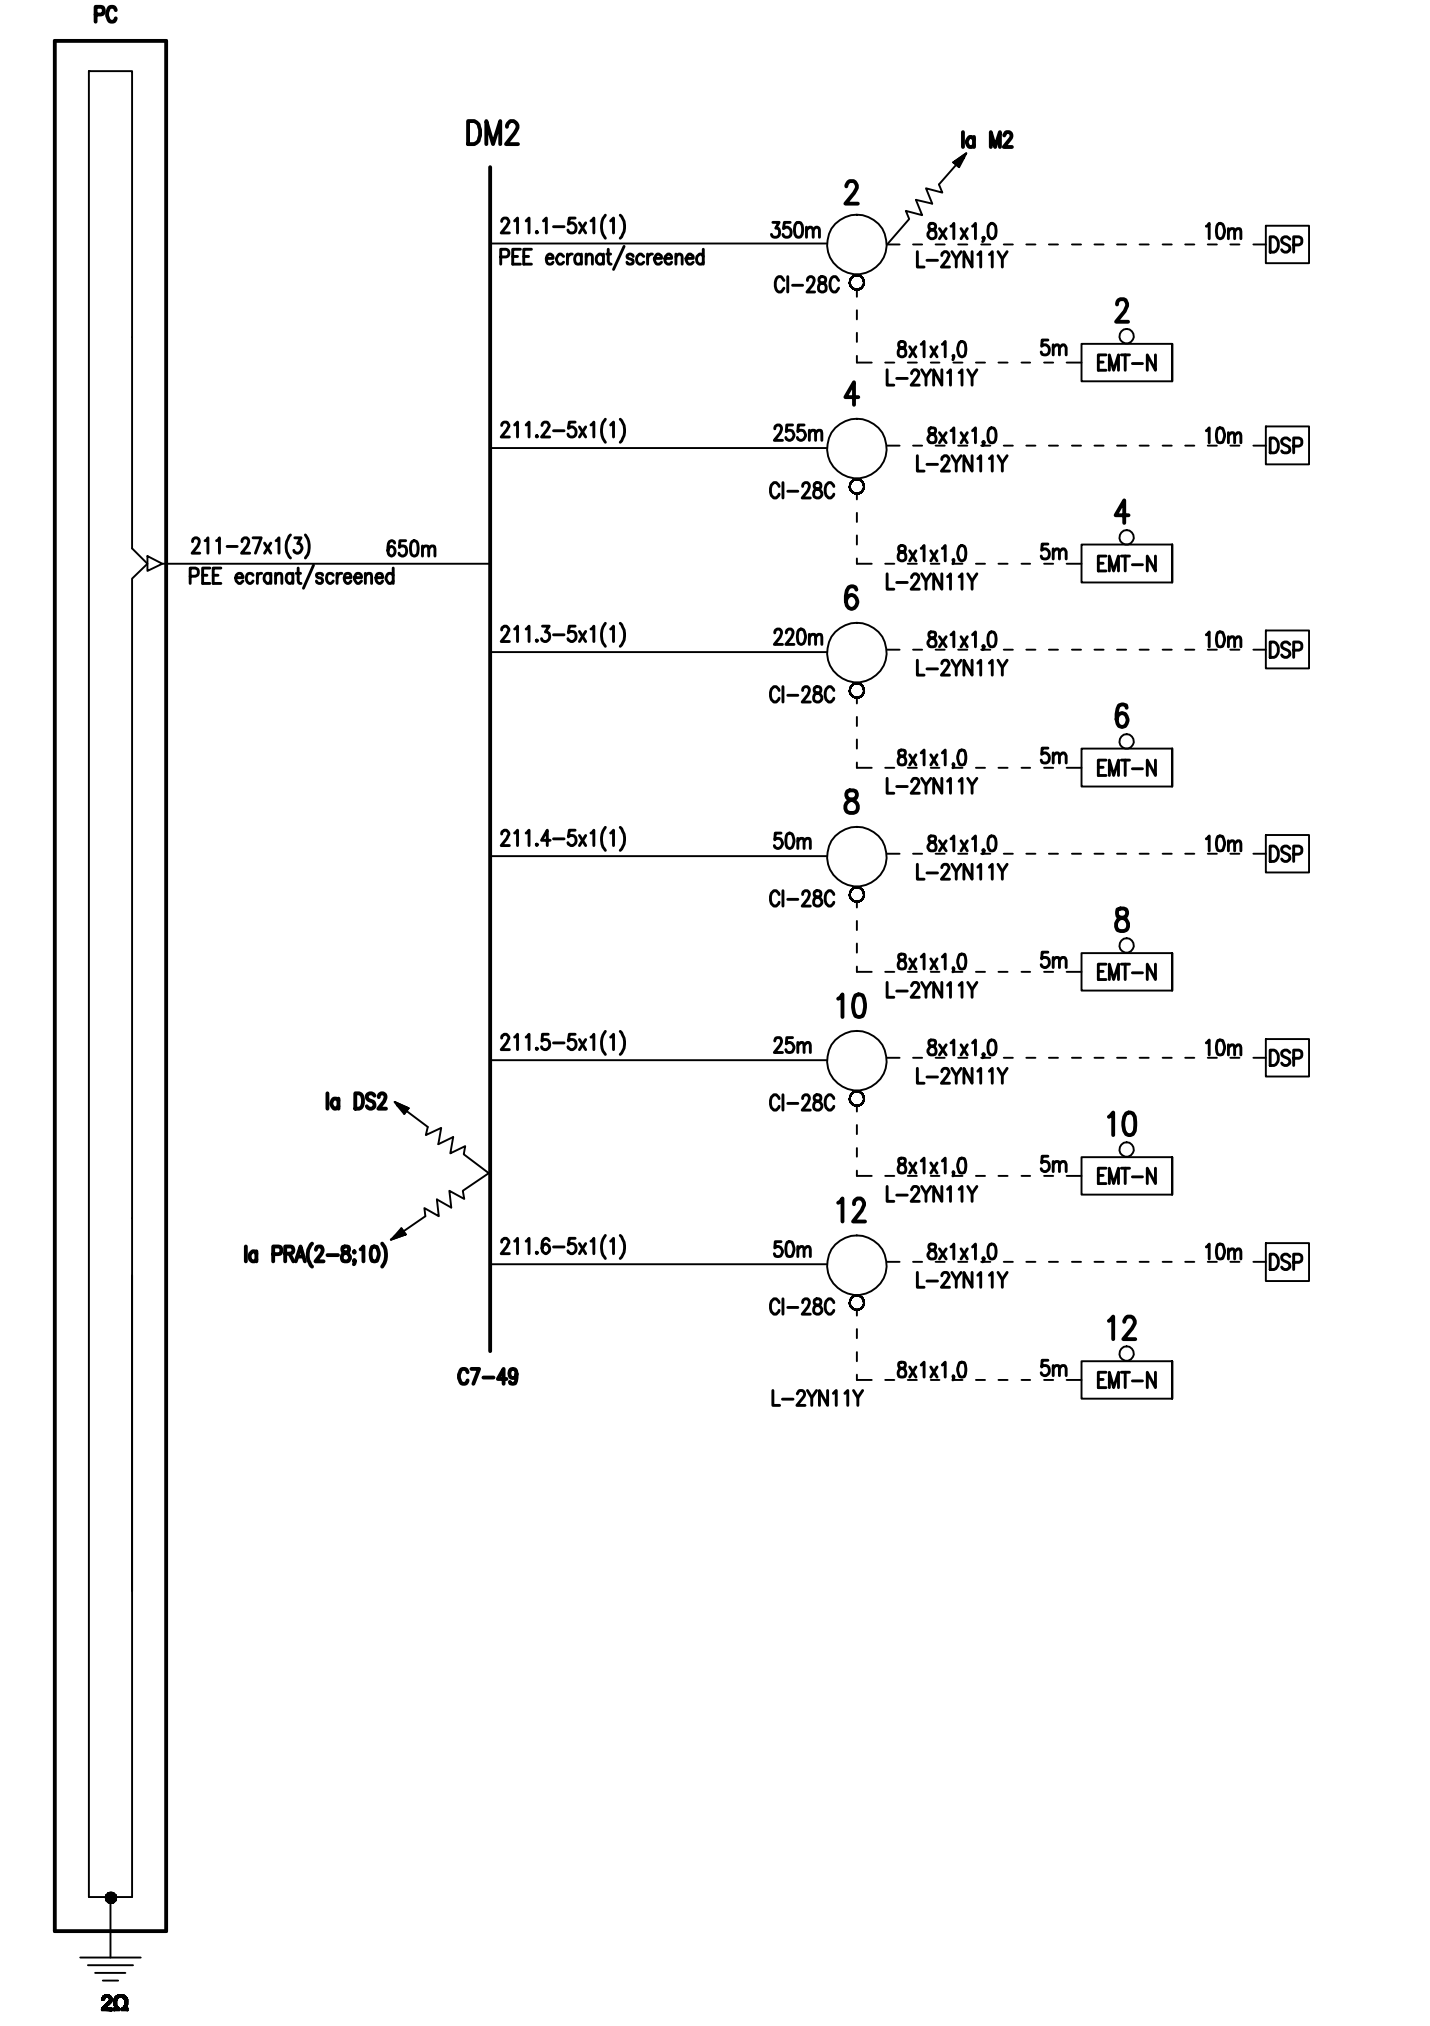 PC
DM2
la M2
2
211.1-5x1(1)
350m
8x1x1,0
10m
DSP
PEE ecranat/screened
L-2YN11Y
CI-28C
2
8x1x1,0
5m
EMT-N
L-2YN11Y
4
211.2-5x1(1)
255m
8x1x1,0
10m
DSP
L-2YN11Y
CI-28C
4
211-27x1(3)
650m
8x1x1,0
5m
EMT-N
PEE ecranat/screened
L-2YN11Y
6
211.3-5x1(1)
220m
8x1x1,0
10m
DSP
L-2YN11Y
CI-28C
6
8x1x1,0
5m
EMT-N
L-2YN11Y
8
211.4-5x1(1)
50m
8x1x1,0
10m
DSP
L-2YN11Y
CI-28C
8
8x1x1,0
5m
EMT-N
L-2YN11Y
10
211.5-5x1(1)
25m
8x1x1,0
10m
DSP
L-2YN11Y
la DS2
CI-28C
10
8x1x1,0
5m
EMT-N
L-2YN11Y
12
211.6-5x1(1)
50m
8x1x1,0
10m
DSP
la PRA(2-8;10)
L-2YN11Y
CI-28C
12
C7-49
8x1x1,0
5m
EMT-N
L-2YN11Y
2Ω